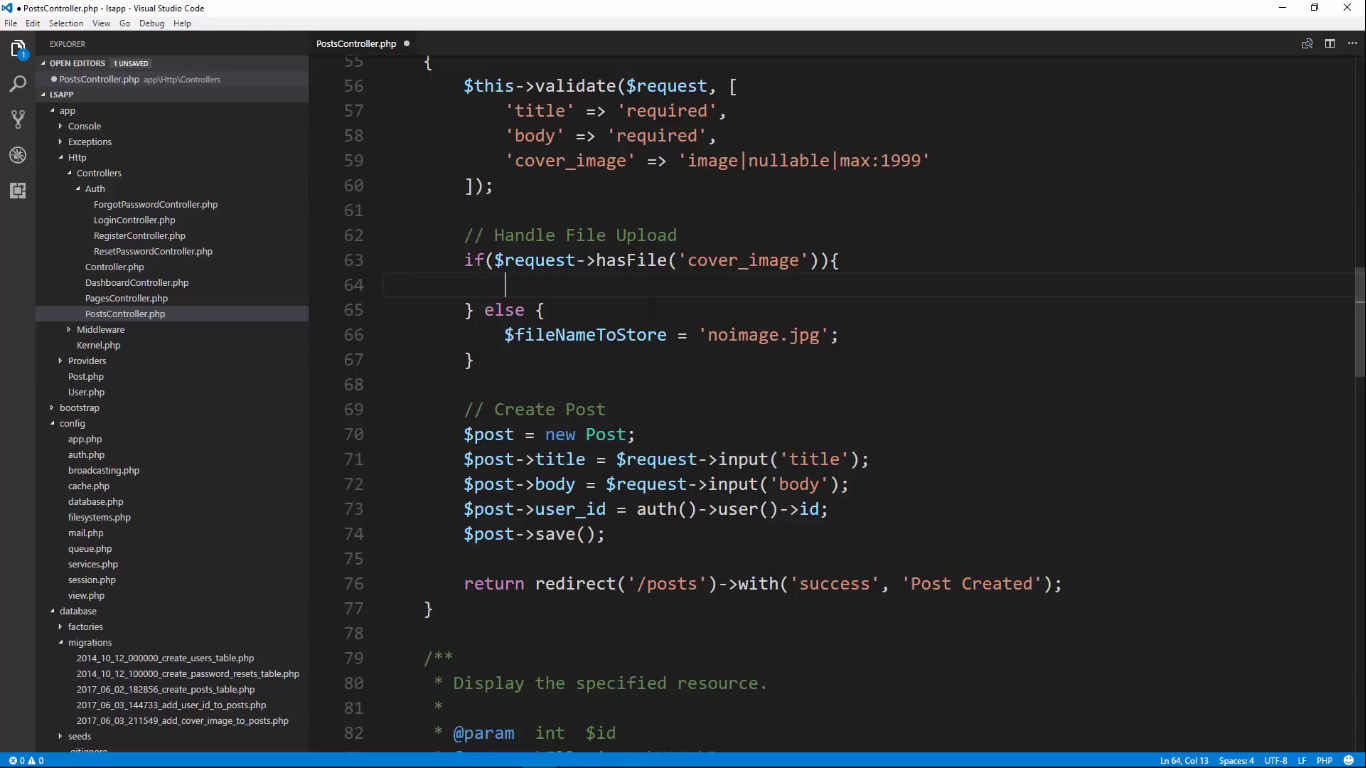 ● PostsController.php - lsapp - Visual Studio Code
File Edit Selection View Go Debug Help
EXPLORER
OPEN EDITORS 1 UNSAVED
PostsController.php app\Http\Controllers
LSAPP
app
Console
Exceptions
Http
Controllers
Auth
ForgotPasswordController.php
LoginController.php
RegisterController.php
ResetPasswordController.php
Controller.php
DashboardController.php
PagesController.php
PostsController.php
Middleware
Kernel.php
Providers
Post.php
User.php
bootstrap
config
app.php
auth.php
broadcasting.php
cache.php
database.php
filesystems.php
mail.php
queue.php
services.php
session.php
view.php
database
factories
migrations
2014_10_12_000000_create_users_table.php
2014_10_12_100000_create_password_resets_table.php
2017_06_02_182856_create_posts_table.php
2017_06_03_144733_add_user_id_to_posts.php
2017_06_03_211549_add_cover_image_to_posts.php
seeds
.gitignore
PostsController.php ●
55 {
56 $this->validate($request, [
57 'title' => 'required',
58 'body' => 'required',
59 'cover_image' => 'image|nullable|max:1999'
60 ]);
61
62 // Handle File Upload
63 if($request->hasFile('cover_image')){
64
65 } else {
66 $fileNameToStore = 'noimage.jpg';
67 }
68
69 // Create Post
70 $post = new Post;
71 $post->title = $request->input('title');
72 $post->body = $request->input('body');
73 $post->user_id = auth()->user()->id;
74 $post->save();
75
76 return redirect('/posts')->with('success', 'Post Created');
77 }
78
79 /**
80 * Display the specified resource.
81 *
82 * @param int $id
1
0 0 Ln 64, Col 13 Spaces: 4 UTF-8 LF PHP